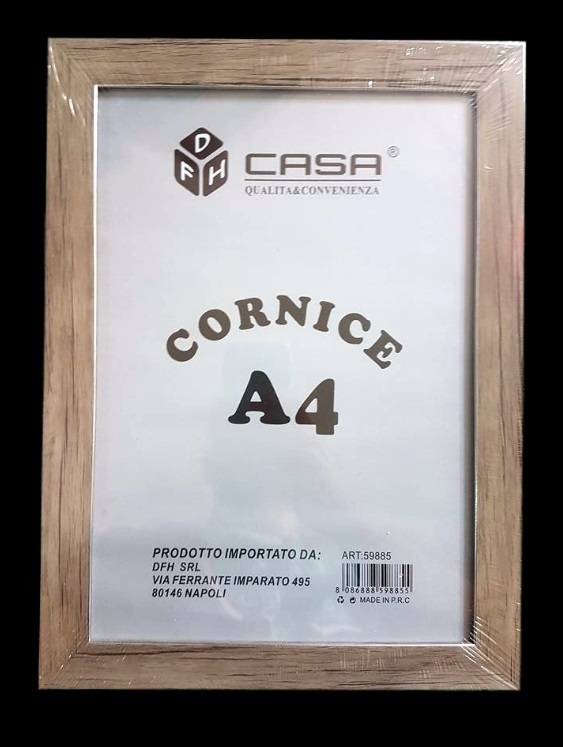 D
F H
CASA®
QUALITA&CONVENIENZA
CORNICE
A4
PRODOTTO IMPORTATO DA:
DFH SRL
VIA FERRANTE IMPARATO 495
80146 NAPOLI
ART:59885
8 086888 598855
MADE IN P.R.C